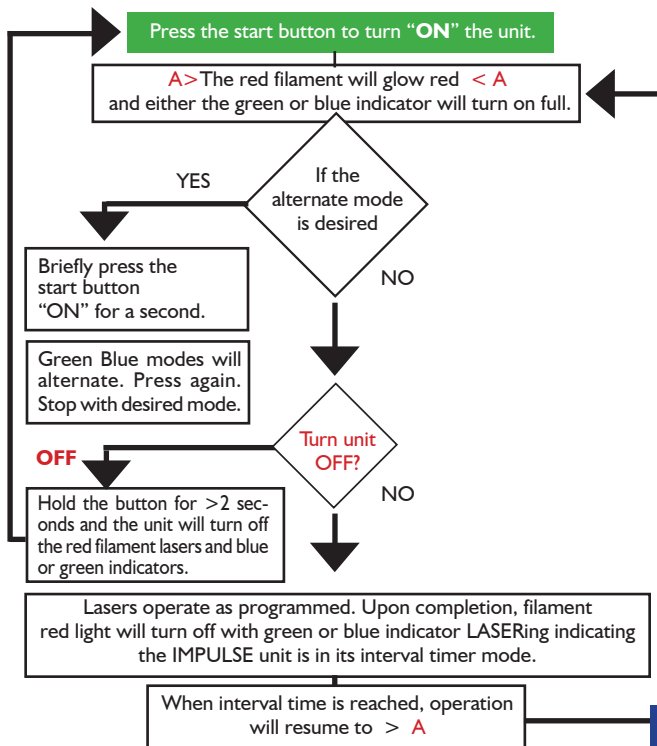 Press the start button to turn “ON” the unit.
A> The red filament will glow red < A
and either the green or blue indicator will turn on full.
If the
alternate mode
is desired
YES
NO
Briefly press the
start button
“ON” for a second.
Green Blue modes will
alternate. Press again.
Stop with desired mode.
Turn unit
OFF?
OFF
NO
Hold the button for >2 sec-
onds and the unit will turn off
the red filament lasers and blue
or green indicators.
Lasers operate as programmed. Upon completion, filament
red light will turn off with green or blue indicator LASERing indicating
the IMPULSE unit is in its interval timer mode.
When interval time is reached, operation
will resume to > A